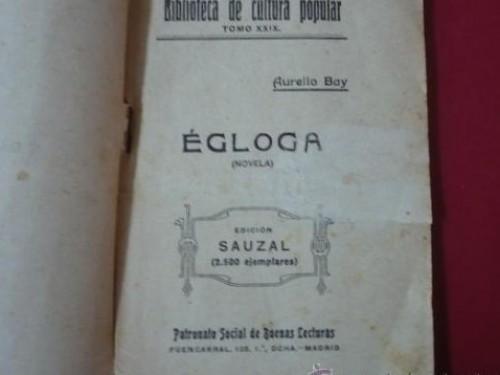 Biblioteca de cultura popular
TOMO XXIX.
Aurelio Bay
ÉGLOGA
(NOVELA)
EDICIÓN
SAUZAL
(2.500 ejemplares)
Patronato Social de Buenas Lecturas
FUENCARRAL, 138, 1.º, DCHA.—MADRID